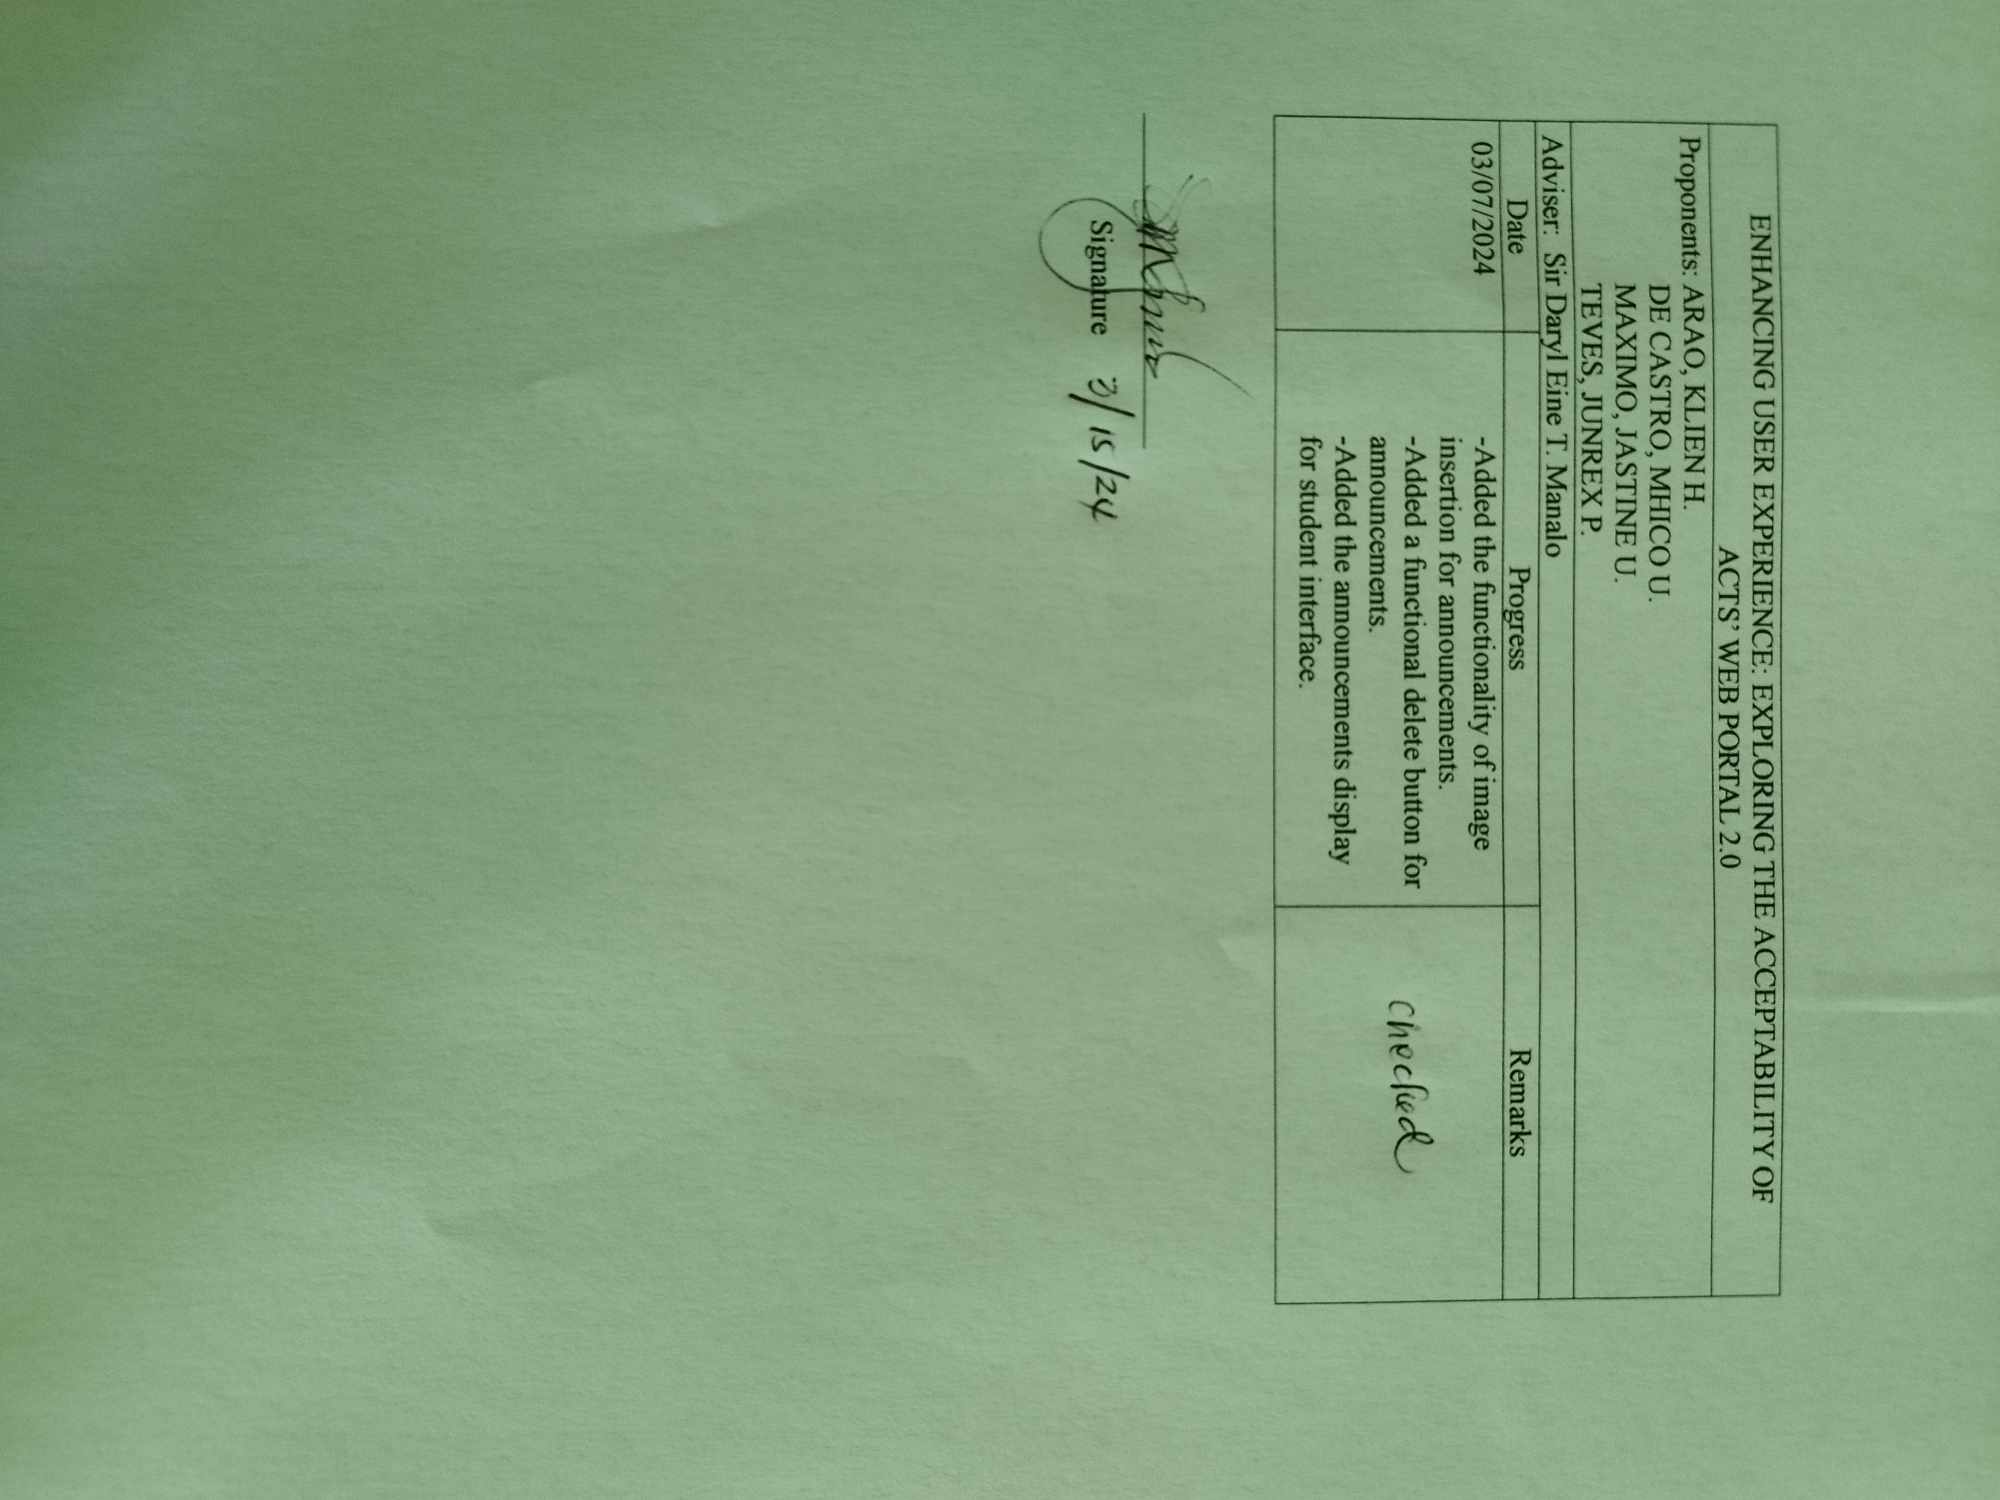 ENHANCING USER EXPERIENCE: EXPLORING THE ACCEPTABILITY OF
ACTS’ WEB PORTAL 2.0
Proponents: ARAO, KLIEN H.
DE CASTRO, MHICO U.
MAXIMO, JASTINE U.
TEVES, JUNREX P.
Adviser: Sir Daryl Eine T. Manalo
Date Progress Remarks
03/07/2024 -Added the functionality of image
insertion for announcements.
-Added a functional delete button for
announcements.
-Added the announcements display
for student interface.
checked
Signature 3/15/24